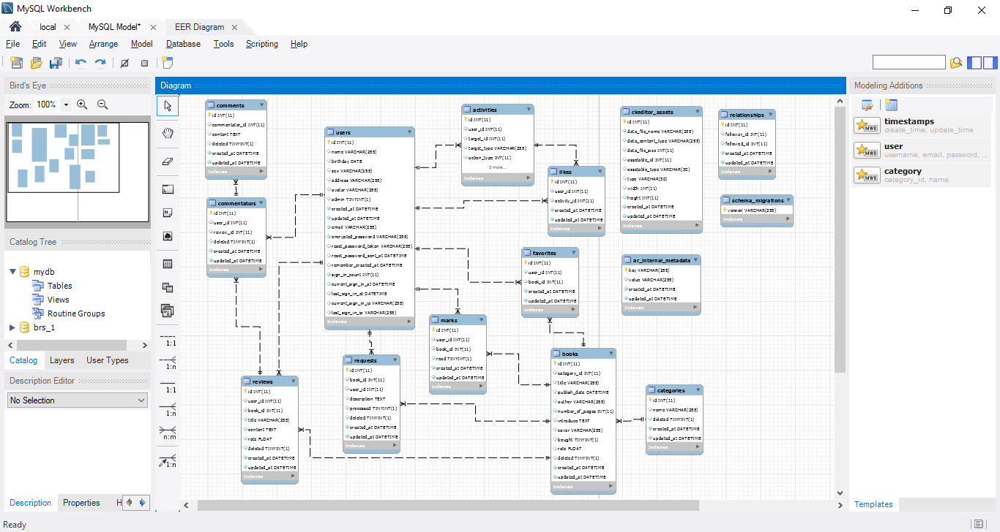 MySQL Workbench
local
MySQL Model*
EER Diagram
File Edit View Arrange Model Database Tools Scripting Help
Bird's Eye
Zoom: 100%
Catalog Tree
mydb
Tables
Views
Routine Groups
brs_1
Catalog Layers User Types
Description Editor
No Selection
Description Properties H
Ready
Diagram
1:1
1:n
1:1
1:n
n:m
1:n
comments
id INT(11)
commentator_id INT(11)
content TEXT
deleted TINYINT(1)
created_at DATETIME
updated_at DATETIME
Indexes
commentators
id INT(11)
user_id INT(11)
review_id INT(11)
deleted TINYINT(1)
created_at DATETIME
updated_at DATETIME
Indexes
users
id INT(11)
name VARCHAR(255)
birthday DATE
sex VARCHAR(255)
address VARCHAR(255)
avatar VARCHAR(255)
admin TINYINT(1)
created_at DATETIME
updated_at DATETIME
email VARCHAR(255)
encrypted_password VARCHAR(255)
reset_password_token VARCHAR(255)
reset_password_sent_at DATETIME
remember_created_at DATETIME
sign_in_count INT(11)
current_sign_in_at DATETIME
last_sign_in_at DATETIME
current_sign_in_ip VARCHAR(255)
last_sign_in_ip VARCHAR(255)
Indexes
activities
id INT(11)
user_id INT(11)
target_id INT(11)
target_type VARCHAR(255)
action_type INT(11)
2 more...
Indexes
likes
id INT(11)
user_id INT(11)
activity_id INT(11)
created_at DATETIME
updated_at DATETIME
Indexes
ckeditor_assets
id INT(11)
data_file_name VARCHAR(255)
data_content_type VARCHAR(255)
data_file_size INT(11)
assetable_id INT(11)
assetable_type VARCHAR(30)
type VARCHAR(30)
width INT(11)
height INT(11)
created_at DATETIME
updated_at DATETIME
Indexes
relationships
id INT(11)
follower_id INT(11)
followed_id INT(11)
created_at DATETIME
updated_at DATETIME
Indexes
schema_migrations
version VARCHAR(255)
Indexes
favorites
id INT(11)
user_id INT(11)
book_id INT(11)
created_at DATETIME
updated_at DATETIME
Indexes
ar_internal_metadata
key VARCHAR(255)
value VARCHAR(255)
created_at DATETIME
updated_at DATETIME
Indexes
marks
id INT(11)
user_id INT(11)
book_id INT(11)
read TINYINT(1)
created_at DATETIME
updated_at DATETIME
Indexes
requests
id INT(11)
book_id INT(11)
user_id INT(11)
description TEXT
processed TINYINT(1)
deleted TINYINT(1)
created_at DATETIME
updated_at DATETIME
Indexes
books
id INT(11)
category_id INT(11)
title VARCHAR(255)
publish_date DATETIME
author VARCHAR(255)
number_of_pages INT(11)
introduce TEXT
cover VARCHAR(255)
bought TINYINT(1)
rate FLOAT
deleted TINYINT(1)
created_at DATETIME
updated_at DATETIME
Indexes
categories
id INT(11)
name VARCHAR(255)
deleted TINYINT(1)
created_at DATETIME
updated_at DATETIME
Indexes
reviews
id INT(11)
user_id INT(11)
book_id INT(11)
title VARCHAR(255)
content TEXT
rate FLOAT
deleted TINYINT(1)
created_at DATETIME
updated_at DATETIME
Indexes
Modeling Additions
MWB
timestamps
create_time, update_time
MWB
user
username, email, password, ...
MWB
category
category_id, name
Templates